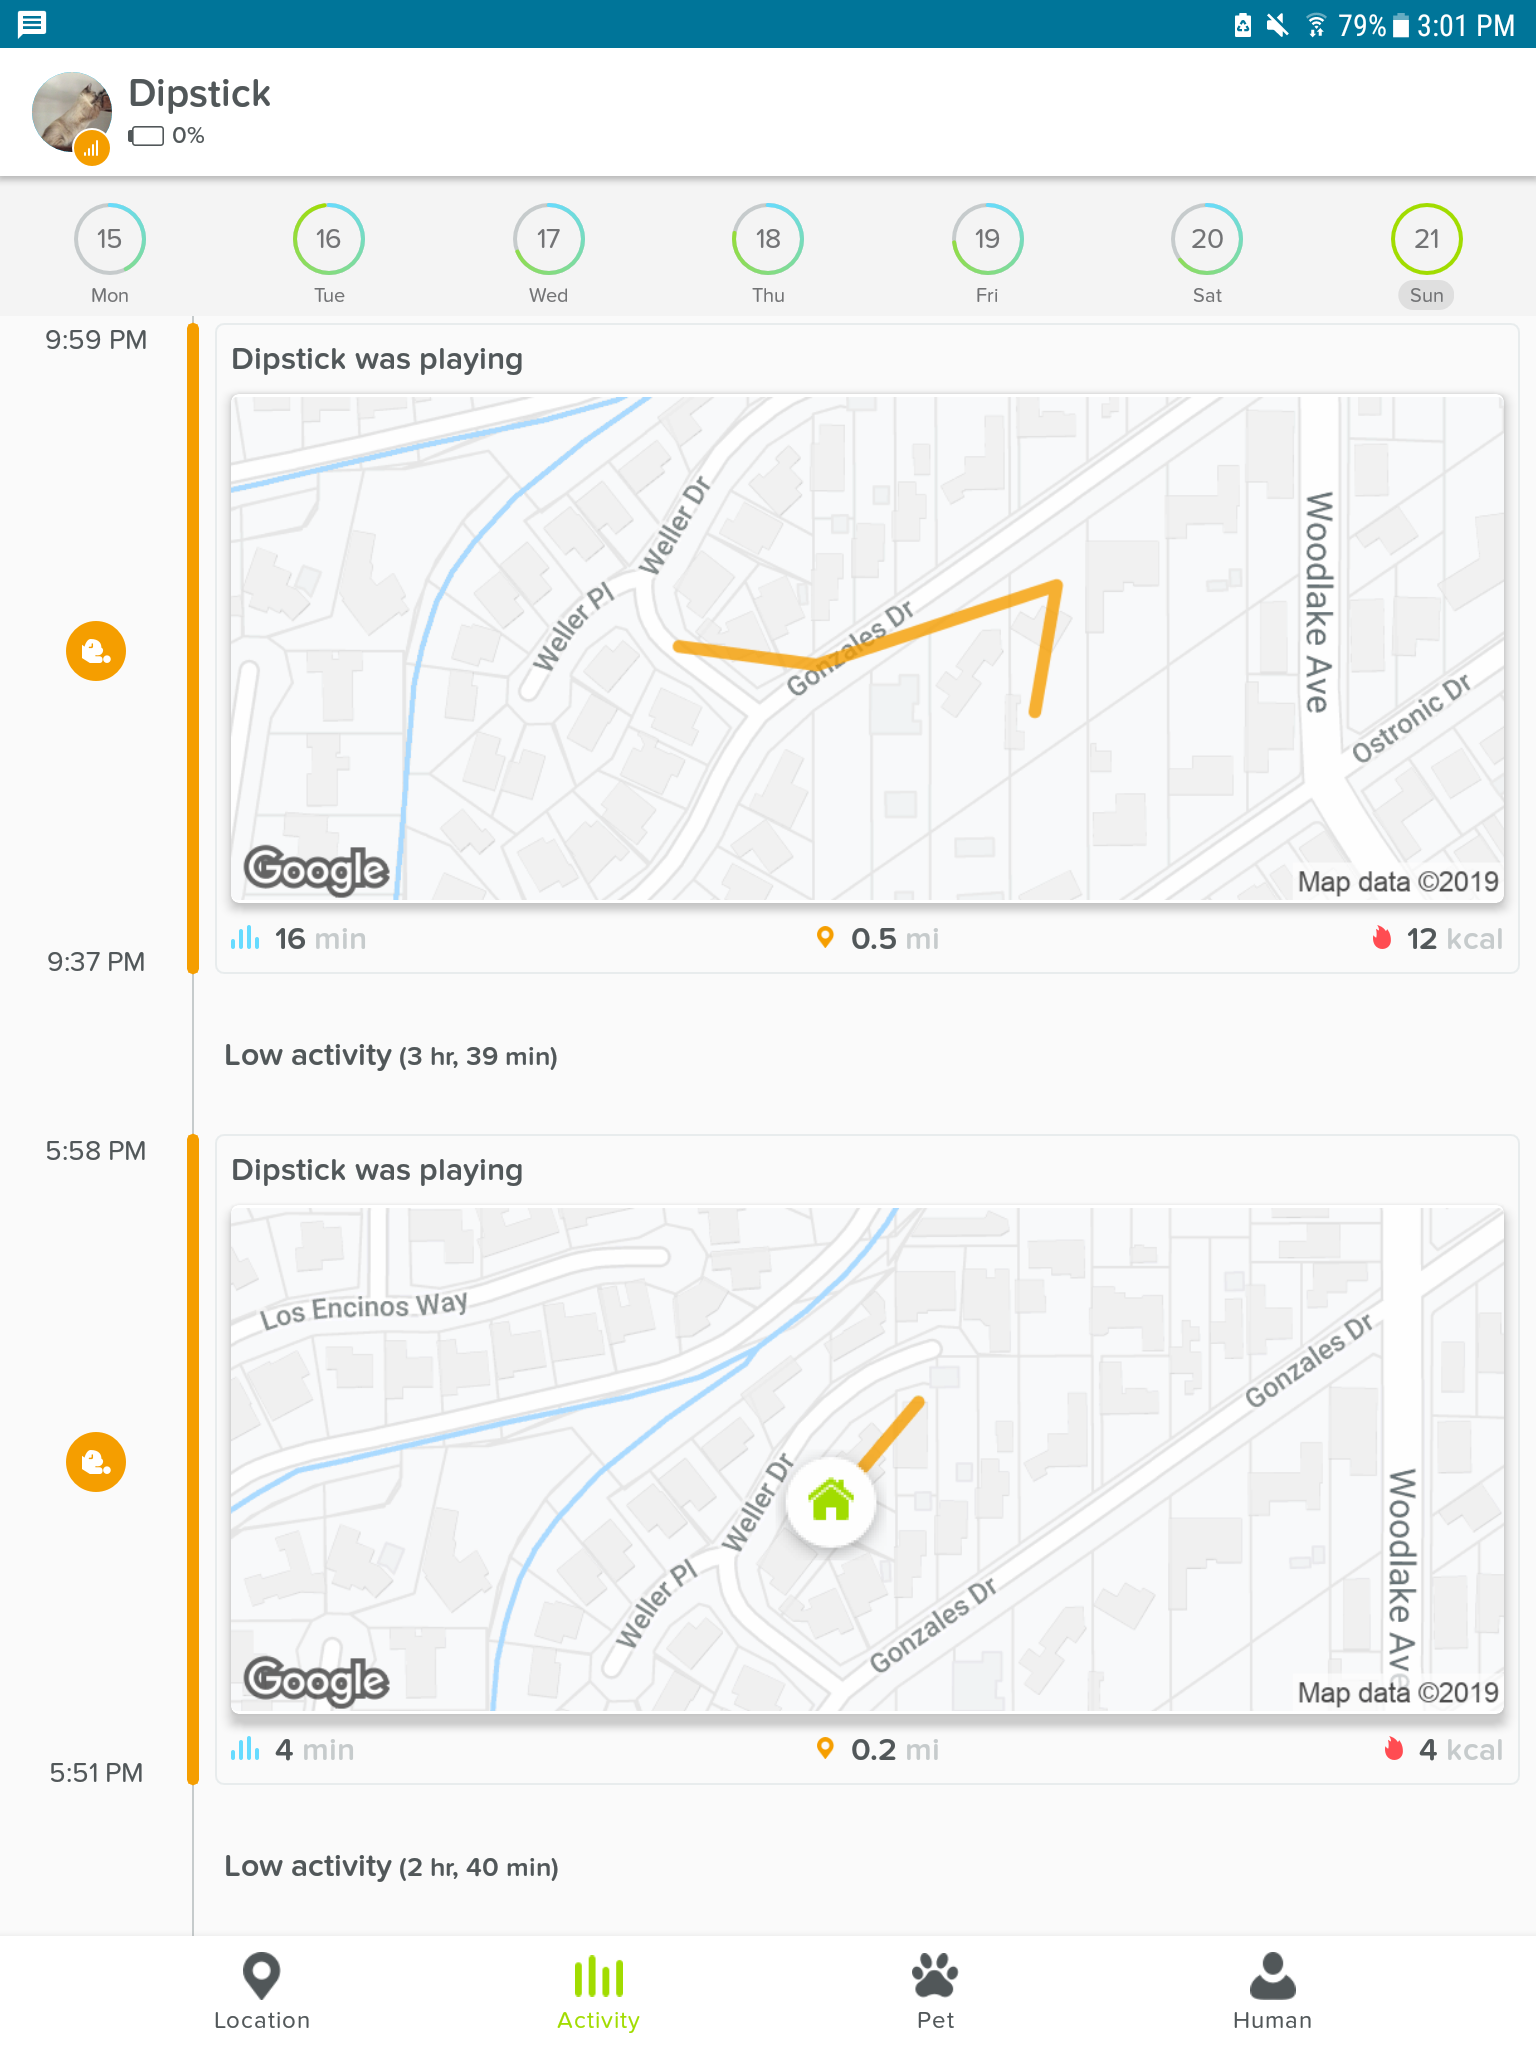 79% 3:01 PM
Dipstick
0%
15 16 17 18 19 20 21
Mon Tue Wed Thu Fri Sat Sun
9:59 PM
Dipstick was playing
Weller Dr
Weller Pl
Gonzales Dr
Woodlake Ave
Ostronic Dr
Google
Map data ©2019
16 min 0.5 mi 12 kcal
9:37 PM
Low activity (3 hr, 39 min)
5:58 PM
Dipstick was playing
Los Encinos Way
Gonzales Dr
Weller Dr
Woodlake Ave
Weller Pl
Gonzales Dr
Google
Map data ©2019
4 min 0.2 mi 4 kcal
5:51 PM
Low activity (2 hr, 40 min)
Location Activity Pet Human